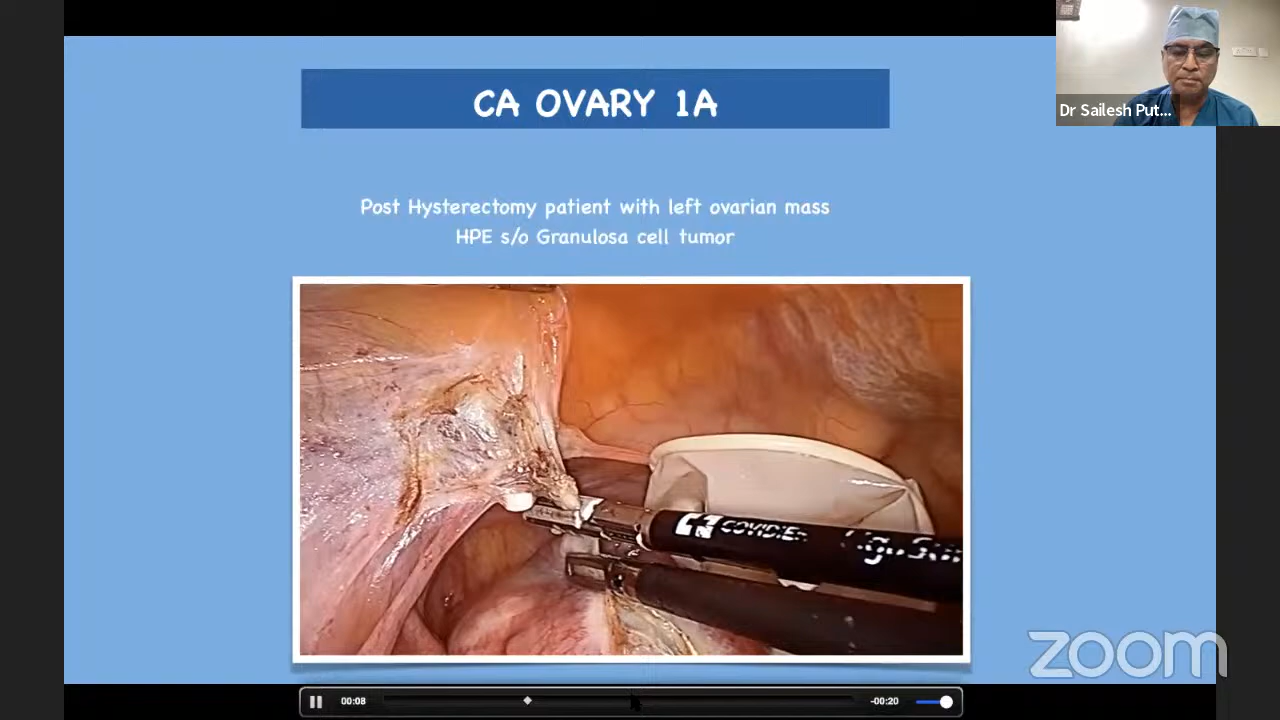 CA OVARY 1A
Dr Sailesh Put...
Post Hysterectomy patient with left ovarian mass
HPE s/o Granulosa cell tumor
COVIDIEN
zoom
00:08
-00:20